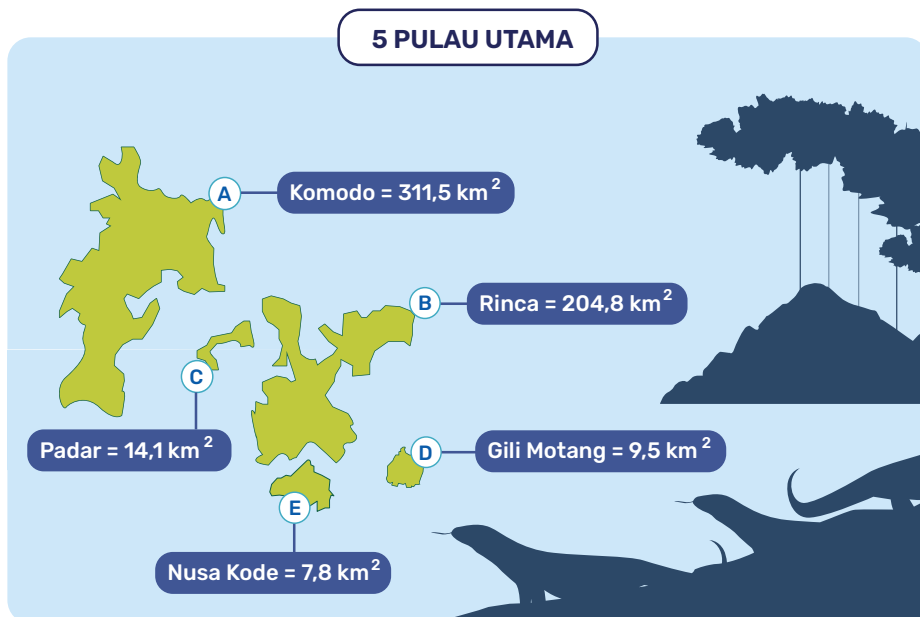 5 PULAU UTAMA
A
Komodo = 311,5 km²
B
Rinca = 204,8 km²
C
Padar = 14,1 km²
D
Gili Motang = 9,5 km²
E
Nusa Kode = 7,8 km²